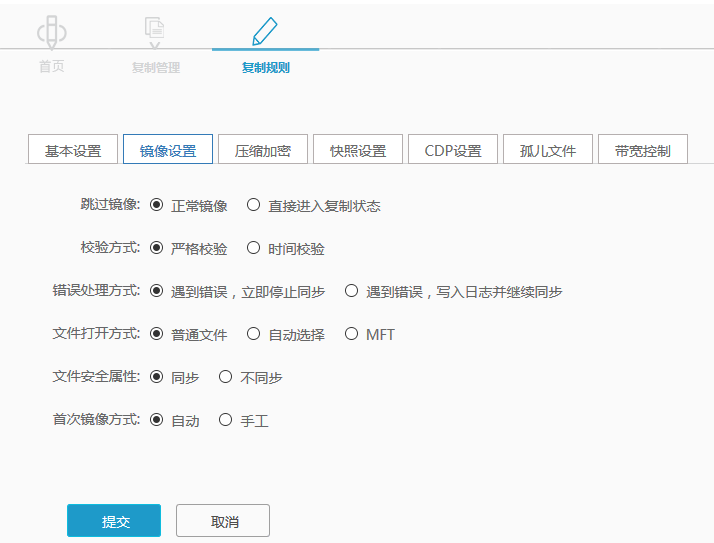 首页 复制管理 复制规则
基本设置 镜像设置 压缩加密 快照设置 CDP设置 孤儿文件 带宽控制
跳过镜像: 正常镜像 直接进入复制状态
校验方式: 严格校验 时间校验
错误处理方式: 遇到错误，立即停止同步 遇到错误，写入日志并继续同步
文件打开方式: 普通文件 自动选择 MFT
文件安全属性: 同步 不同步
首次镜像方式: 自动 手工
提交 取消